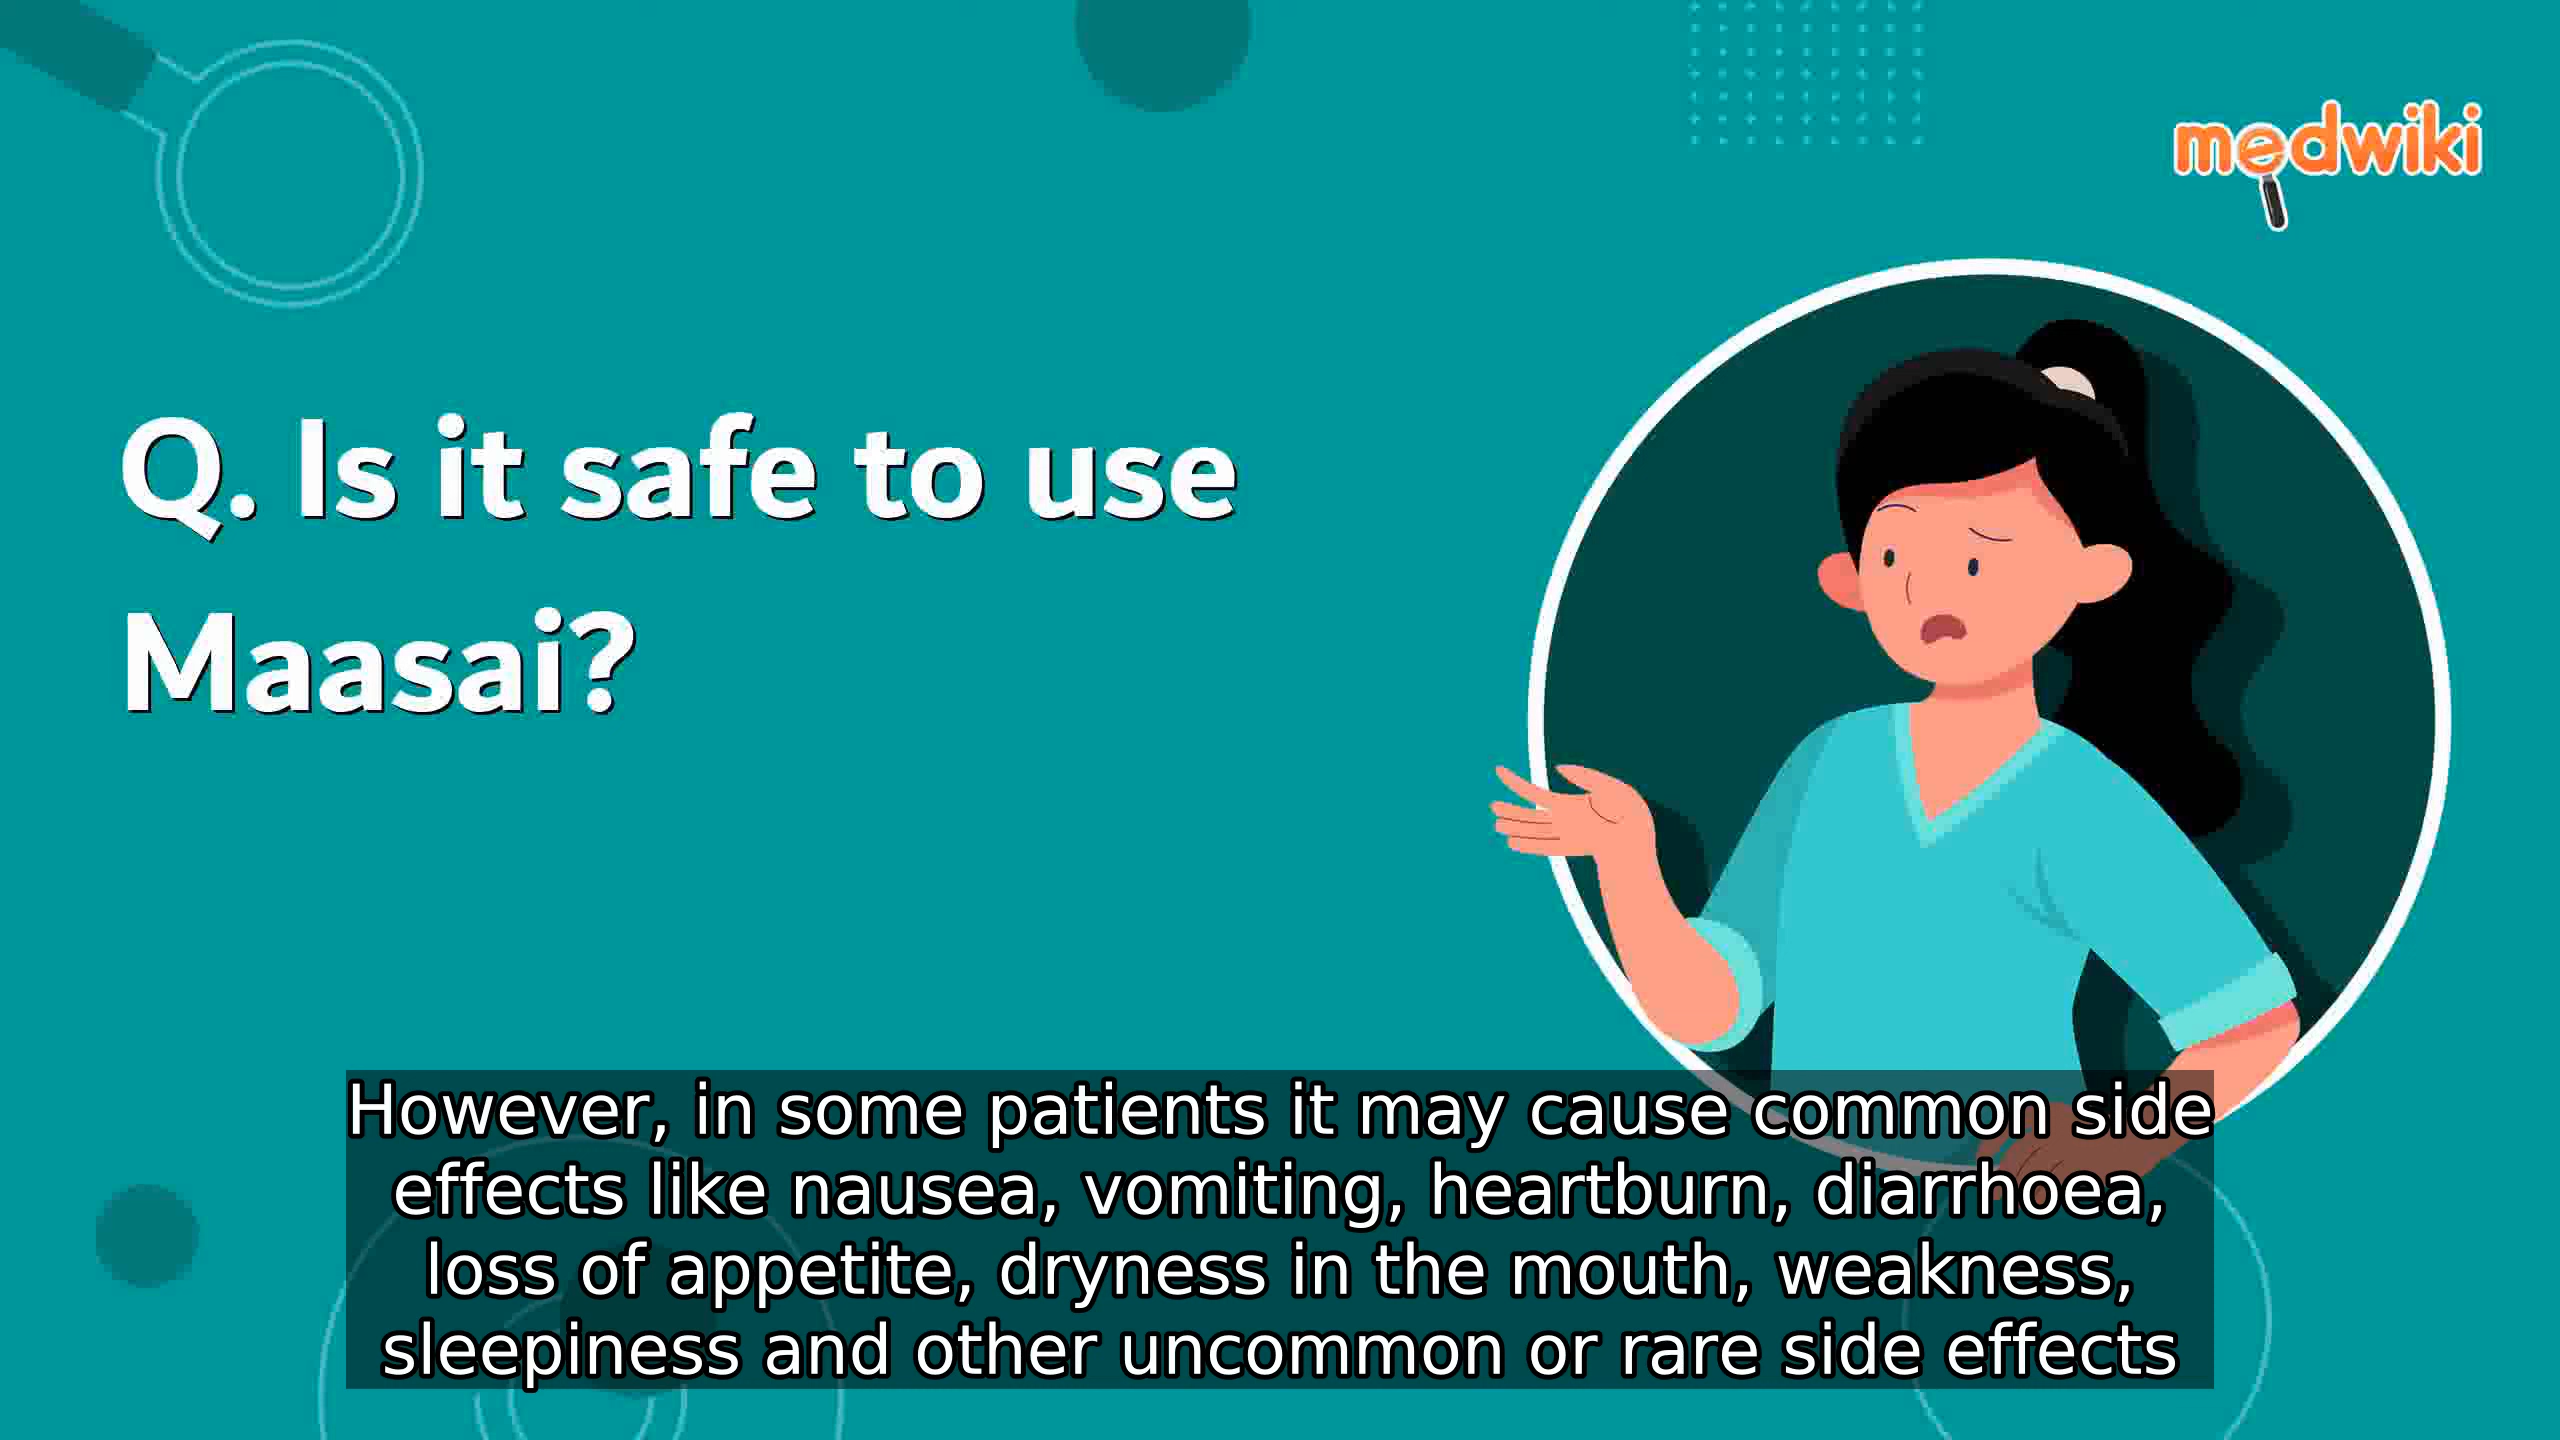 medwiki
Q. Is it safe to use
Maasai?
However, in some patients it may cause common side
effects like nausea, vomiting, heartburn, diarrhoea,
loss of appetite, dryness in the mouth, weakness,
sleepiness and other uncommon or rare side effects